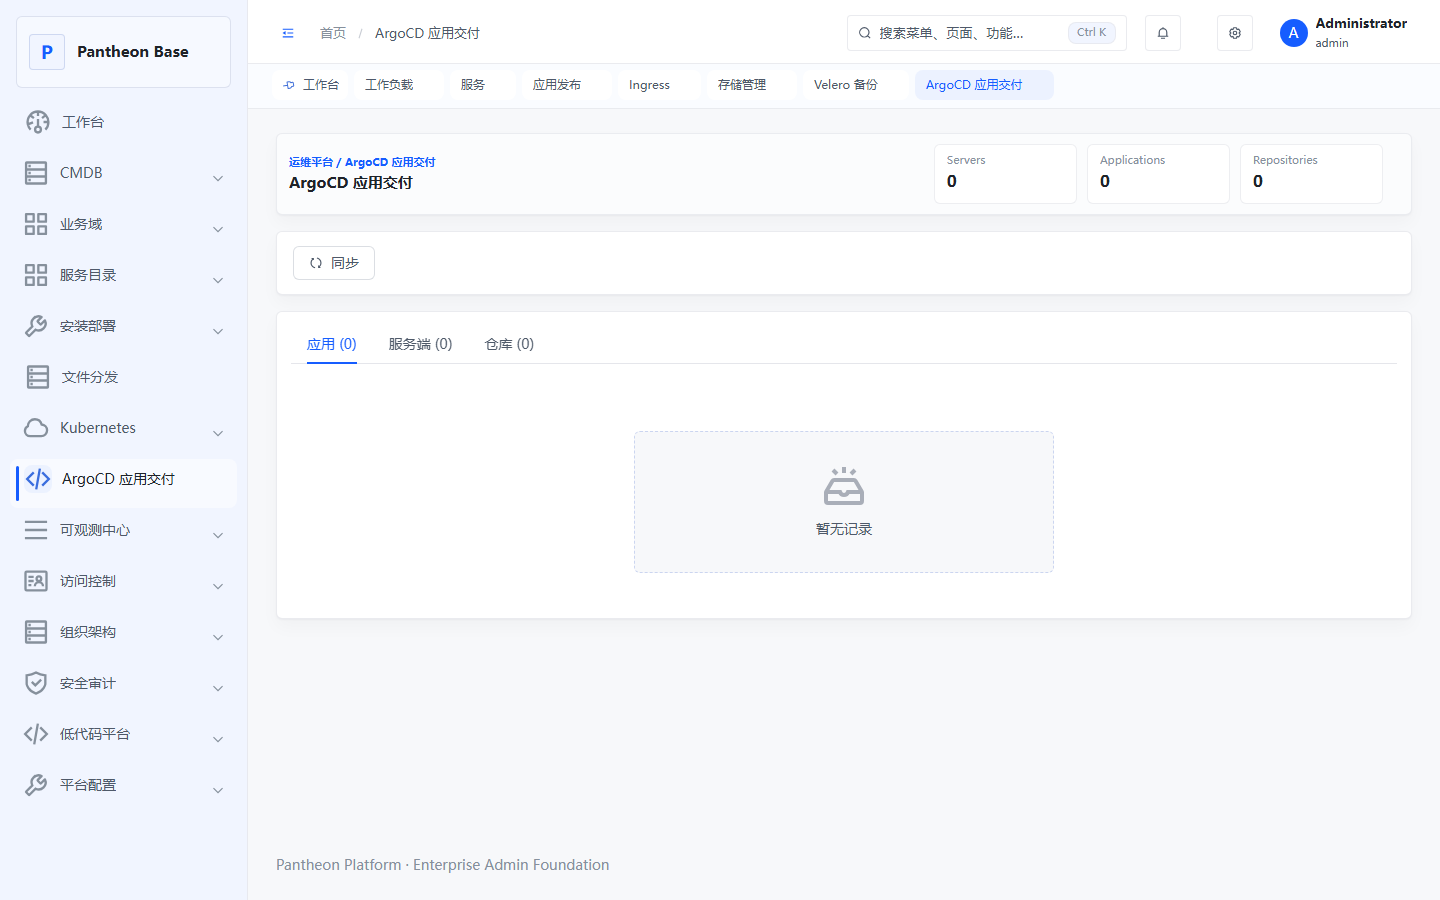 P
Pantheon Base
工作台
CMDB
业务域
服务目录
安装部署
文件分发
Kubernetes
ArgoCD 应用交付
可观测中心
访问控制
组织架构
安全审计
低代码平台
平台配置
首页 / ArgoCD 应用交付
搜索菜单、页面、功能... Ctrl K
A
Administrator
admin
工作台 工作负载 服务 应用发布 Ingress 存储管理 Velero 备份 ArgoCD 应用交付
运维平台 / ArgoCD 应用交付
ArgoCD 应用交付
Servers
0
Applications
0
Repositories
0
同步
应用 (0) 服务端 (0) 仓库 (0)
暂无记录
Pantheon Platform · Enterprise Admin Foundation